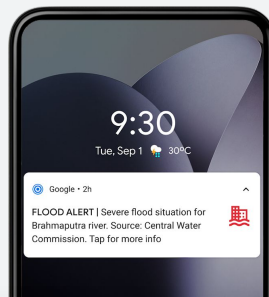 9:30
Tue, Sep 1 30°C
Google • 2h
FLOOD ALERT | Severe flood situation for
Brahmaputra river. Source: Central Water
Commission. Tap for more info